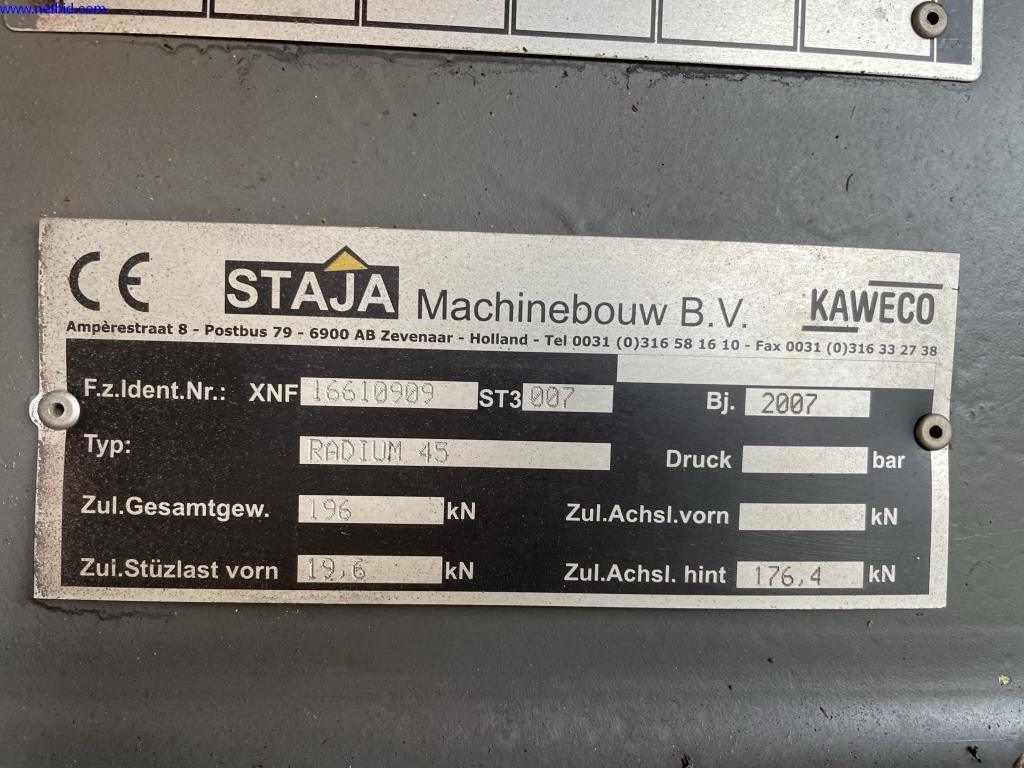 www.netbid.com
CE STAJA Machinebouw B.V. KAWECO
Ampèrestraat 8 - Postbus 79 - 6900 AB Zevenaar - Holland - Tel 0031 (0)316 58 16 10 - Fax 0031 (0)316 33 27 38
F.z.Ident.Nr.: XNF 16610909 ST3 007 Bj. 2007
Typ: RADIUM 45 Druck bar
Zul.Gesamtgew. 196 kN Zul.Achsl.vorn kN
Zui.Stüzlast vorn 19,6 kN Zul.Achsl. hint 176,4 kN